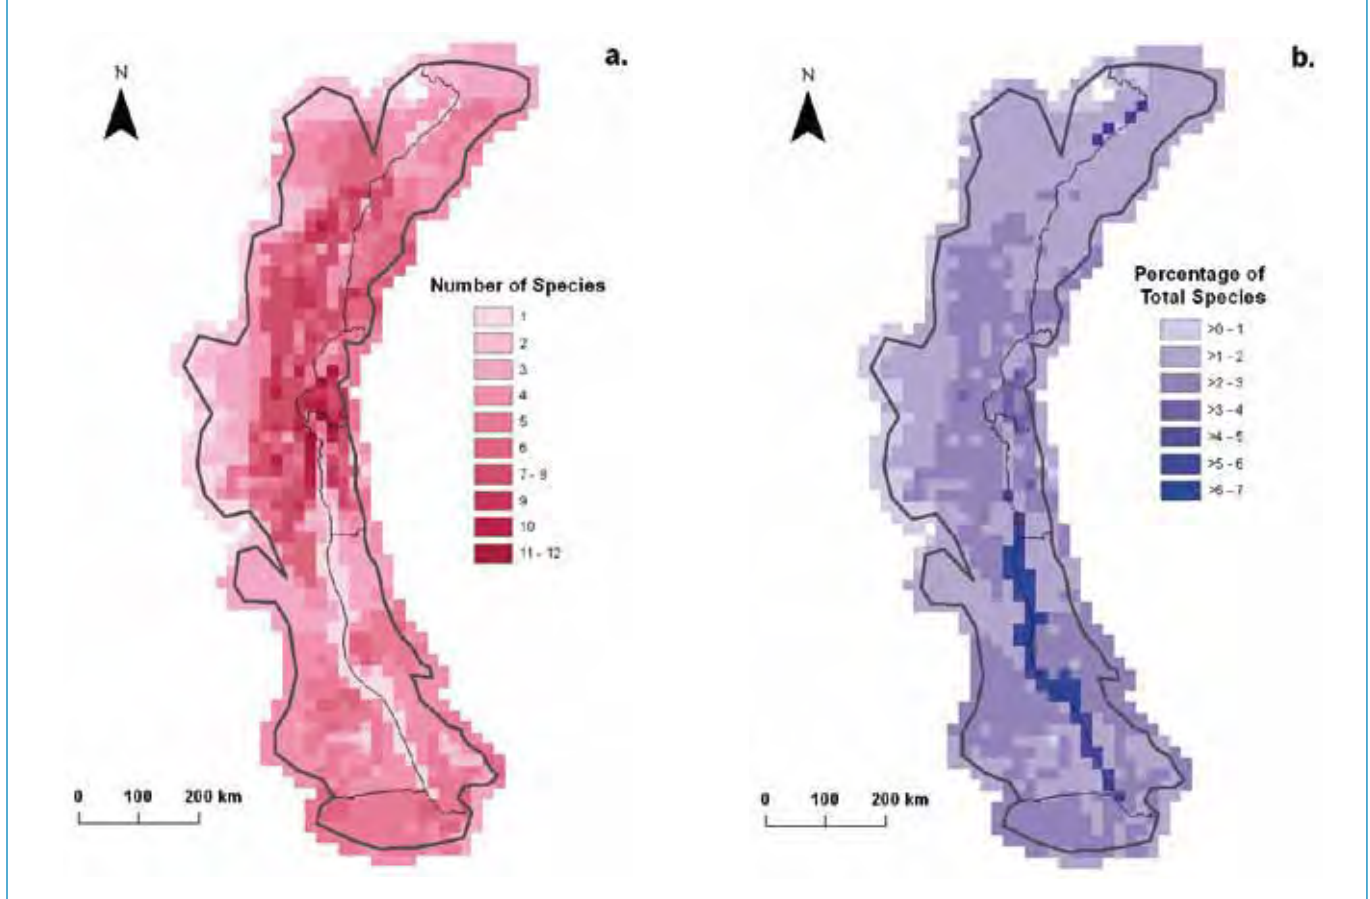 a.
N
Number of Species
1
2
3
4
5
6
7 - 8
9
10
11 - 12
0 100 200 km
b.
N
Percentage of
Total Species
>0 - 1
>1 - 2
>2 - 3
>3 - 4
>4 - 5
>5 - 6
>6 - 7
0 100 200 km